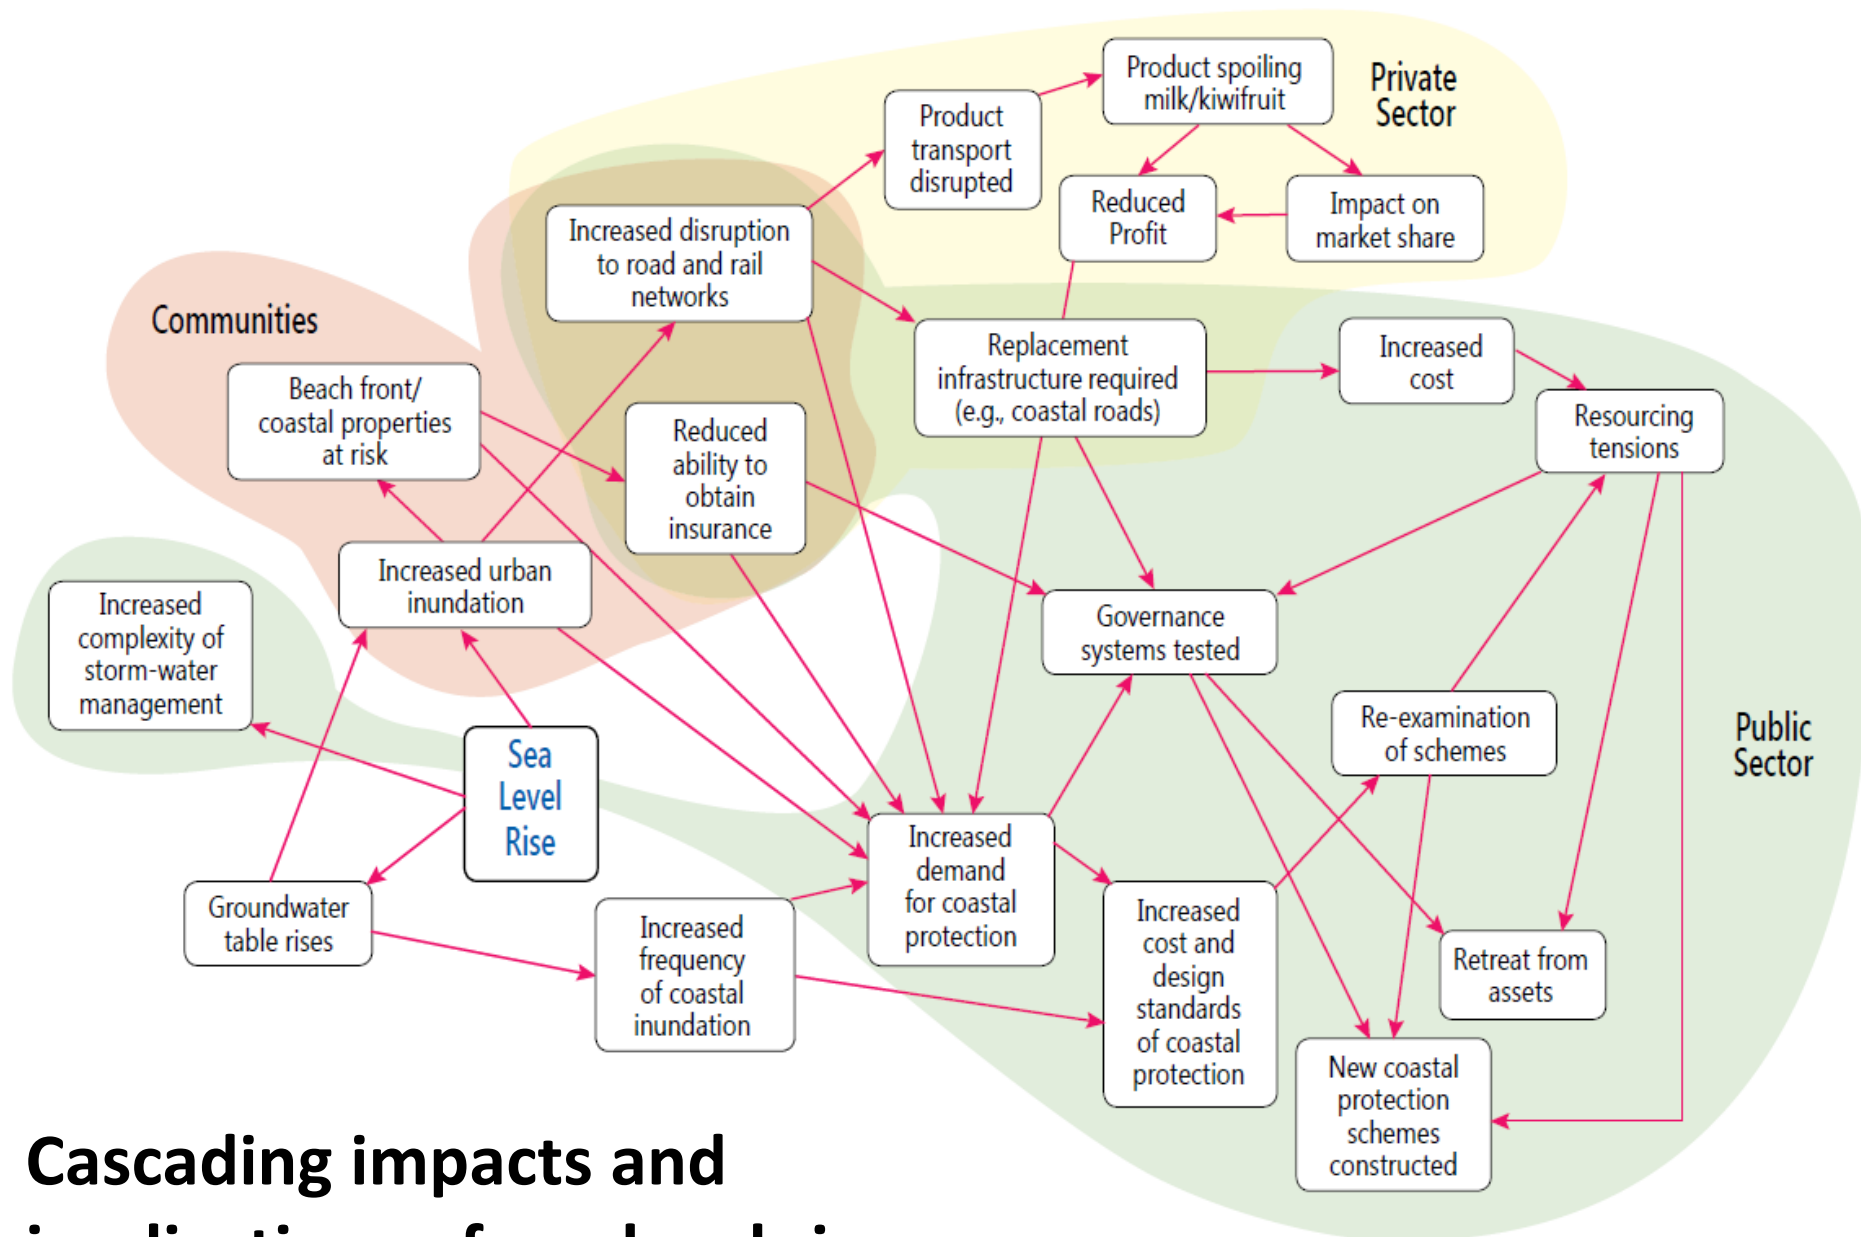 Product spoiling
milk/kiwifruit
Private
Sector
Product
transport
disrupted
Reduced
Profit
Impact on
market share
Increased disruption
to road and rail
networks
Communities
Replacement
infrastructure required
(e.g., coastal roads)
Increased
cost
Beach front/
coastal properties
at risk
Reduced
ability to
obtain
insurance
Resourcing
tensions
Increased urban
inundation
Increased
complexity of
storm-water
management
Governance
systems tested
Re-examination
of schemes
Public
Sector
Sea
Level
Rise
Groundwater
table rises
Increased
frequency
of coastal
inundation
Increased
demand
for coastal
protection
Increased
cost and
design
standards
of coastal
protection
Retreat from
assets
New coastal
protection
schemes
constructed
Cascading impacts and